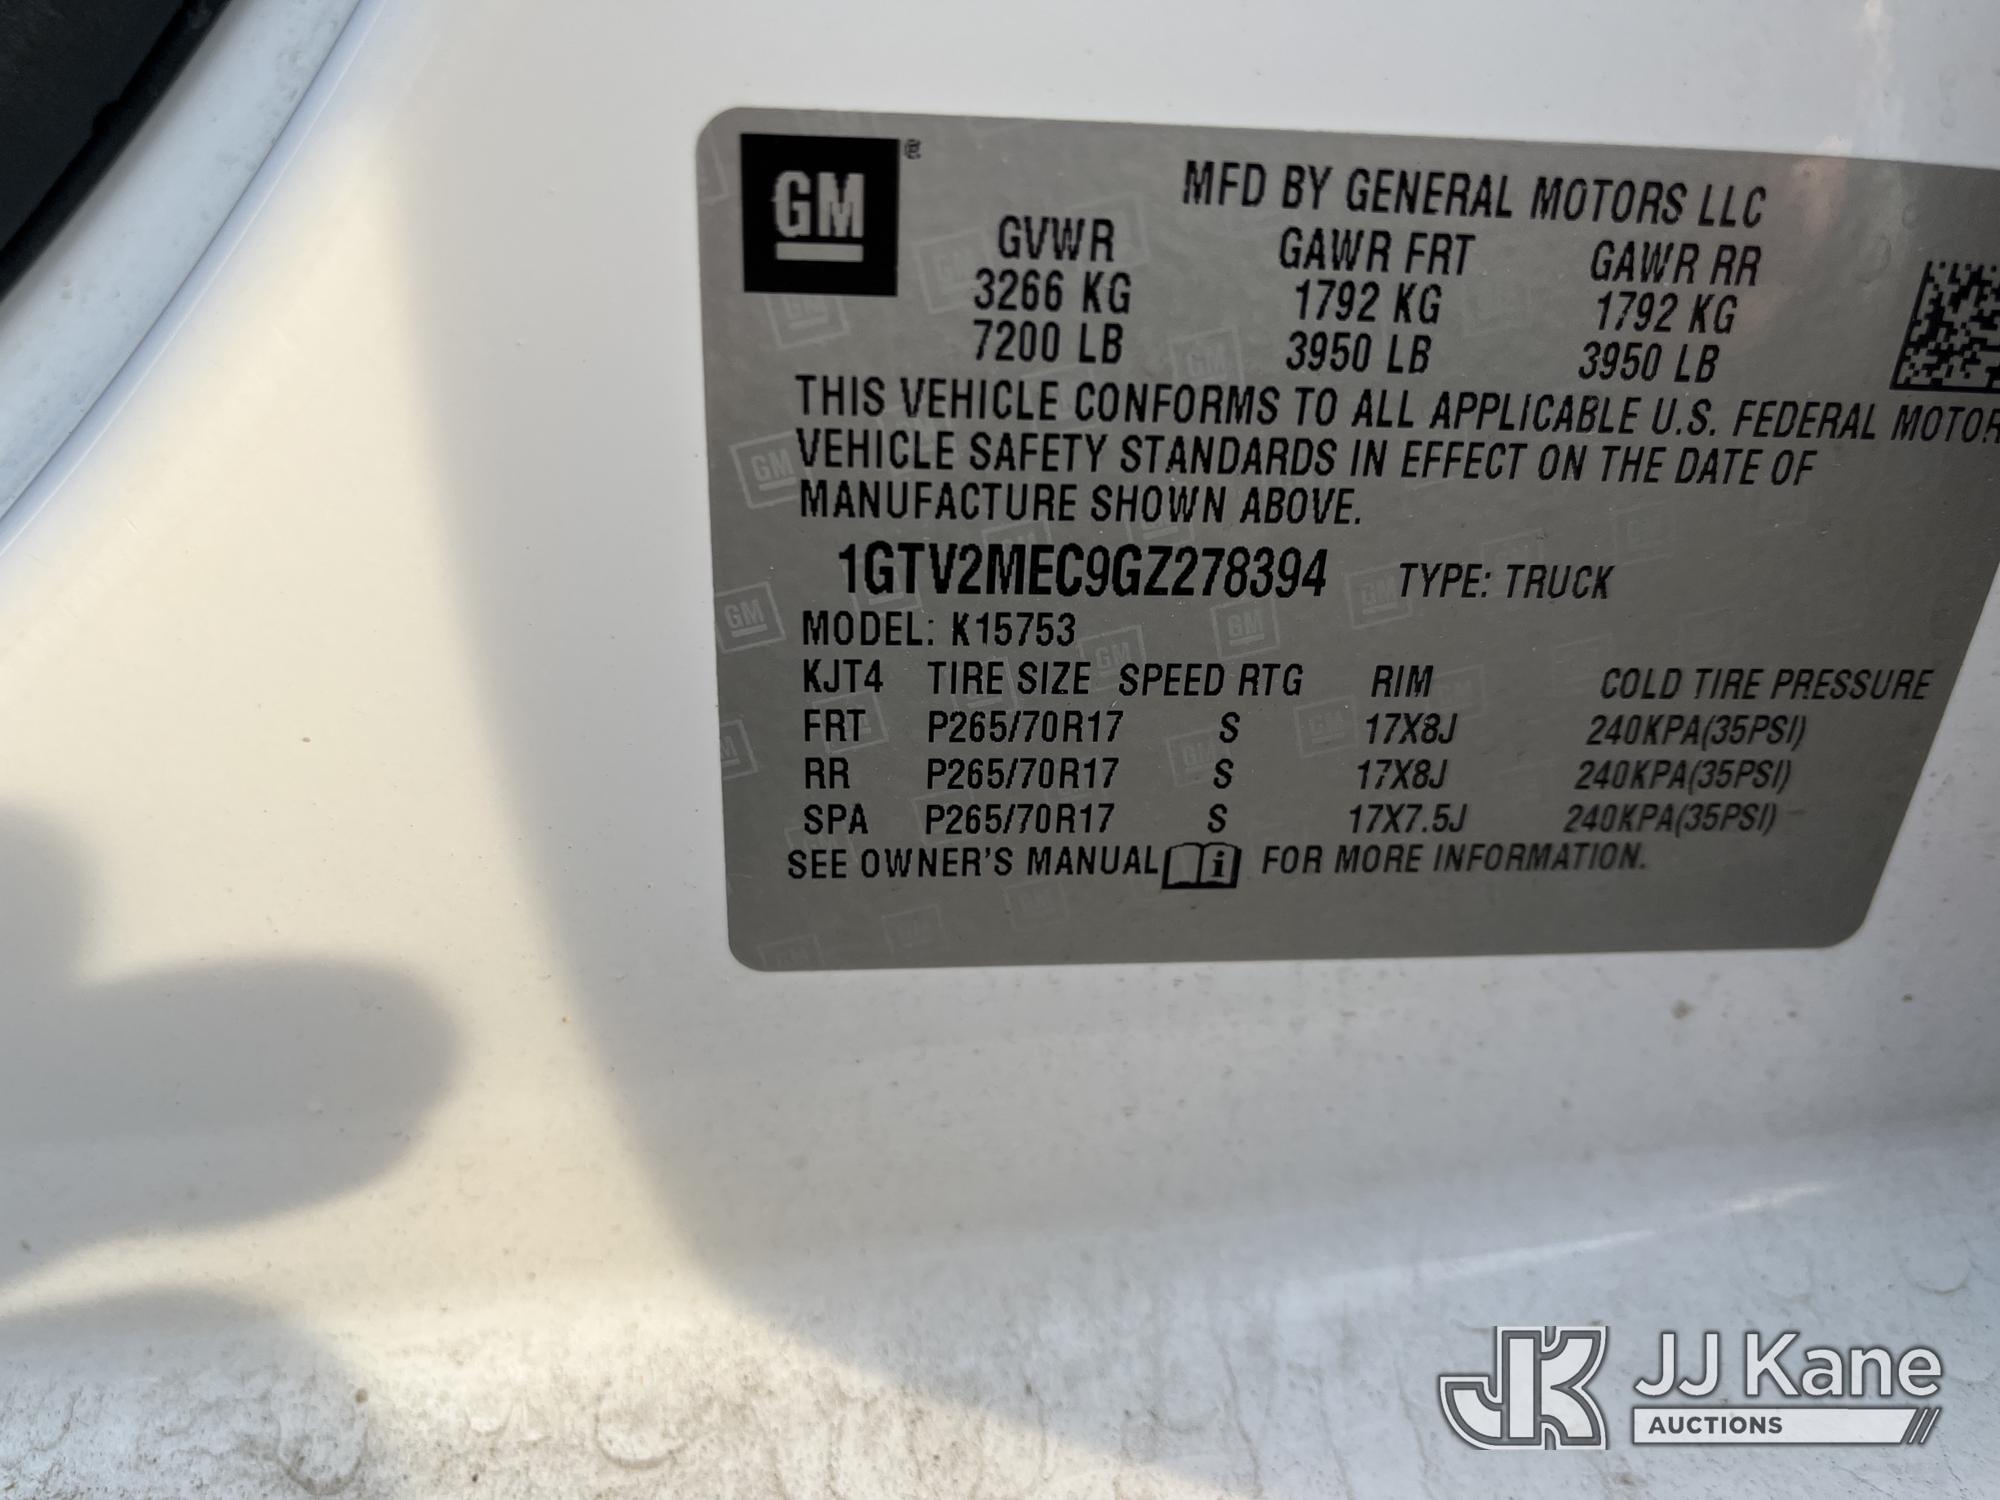 GM
MFD BY GENERAL MOTORS LLC
GVWR GAWR FRT GAWR RR
3266 KG 1792 KG 1792 KG
7200 LB 3950 LB 3950 LB
THIS VEHICLE CONFORMS TO ALL APPLICABLE U.S. FEDERAL MOTOR
VEHICLE SAFETY STANDARDS IN EFFECT ON THE DATE OF
MANUFACTURE SHOWN ABOVE.
1GTV2MEC9GZ278394 TYPE: TRUCK
MODEL: K15753
KJT4 TIRE SIZE SPEED RTG RIM COLD TIRE PRESSURE
FRT P265/70R17 S 17X8J 240KPA(35PSI)
RR P265/70R17 S 17X8J 240KPA(35PSI)
SPA P265/70R17 S 17X7.5J 240KPA(35PSI)
SEE OWNER'S MANUAL i FOR MORE INFORMATION.
JK JJ Kane
AUCTIONS